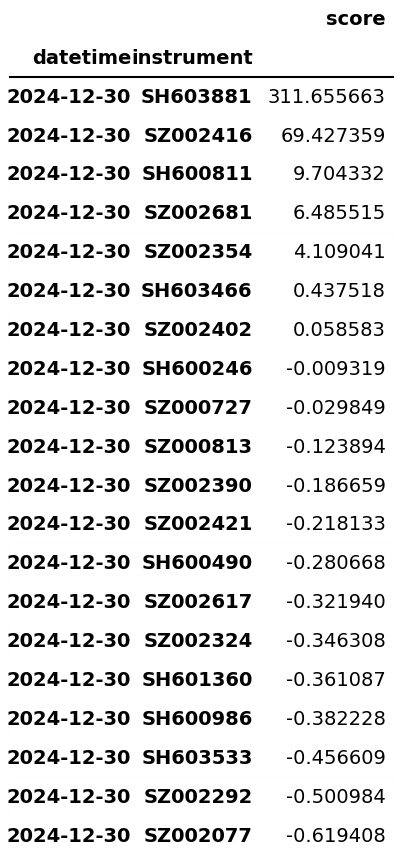 score
datetime instrument
2024-12-30 SH603881 311.655663
2024-12-30 SZ002416 69.427359
2024-12-30 SH600811 9.704332
2024-12-30 SZ002681 6.485515
2024-12-30 SZ002354 4.109041
2024-12-30 SH603466 0.437518
2024-12-30 SZ002402 0.058583
2024-12-30 SH600246 -0.009319
2024-12-30 SZ000727 -0.029849
2024-12-30 SZ000813 -0.123894
2024-12-30 SZ002390 -0.186659
2024-12-30 SZ002421 -0.218133
2024-12-30 SH600490 -0.280668
2024-12-30 SZ002617 -0.321940
2024-12-30 SZ002324 -0.346308
2024-12-30 SH601360 -0.361087
2024-12-30 SH600986 -0.382228
2024-12-30 SH603533 -0.456609
2024-12-30 SZ002292 -0.500984
2024-12-30 SZ002077 -0.619408